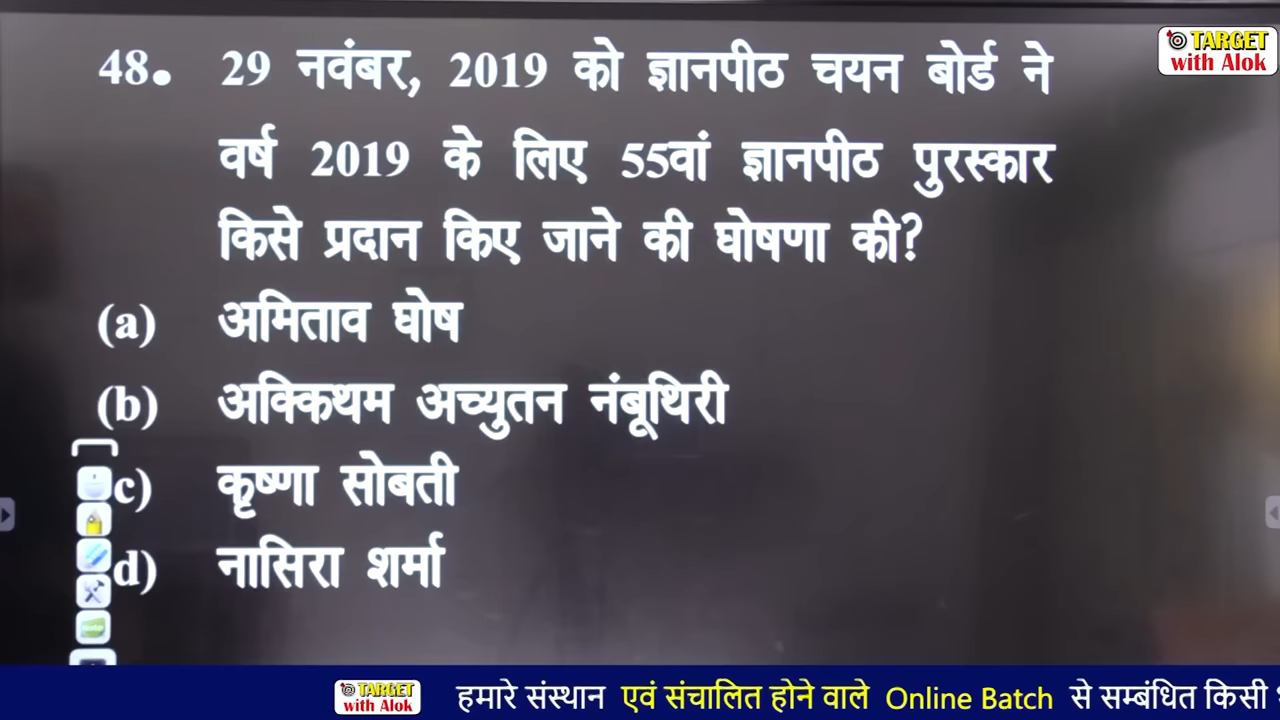 TARGET
with Alok
48. 29 नवंबर, 2019 को ज्ञानपीठ चयन बोर्ड ने
वर्ष 2019 के लिए 55वां ज्ञानपीठ पुरस्कार
किसे प्रदान किए जाने की घोषणा की?
(a) अमिताव घोष
(b) अक्किथम अच्युतन नंबूथिरी
c) कृष्णा सोबती
d) नासिरा शर्मा
TARGET
with Alok
हमारे संस्थान एवं संचालित होने वाले Online Batch से सम्बंधित किसी